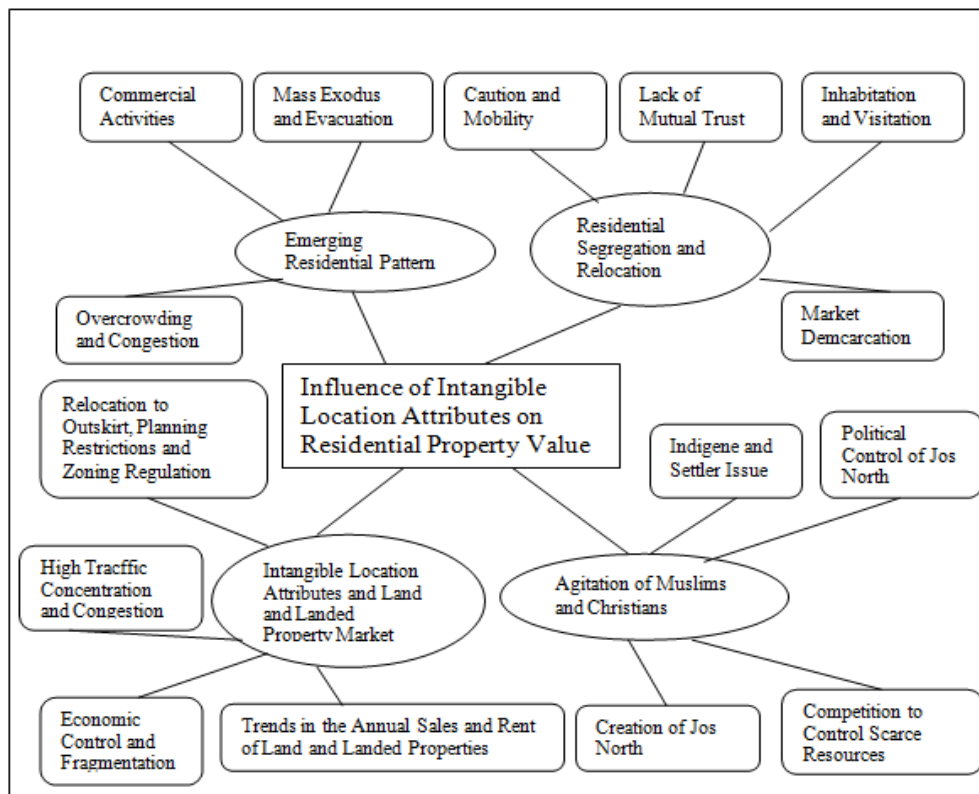 Commercial
Activities
Mass Exodus
and Evacuation
Caution and
Mobility
Lack of
Mutual Trust
Inhabitation
and Visitation
Emerging
Residential Pattern
Residential
Segregation and
Relocation
Overcrowding
and Congestion
Market
Demcarcation
Influence of Intangible
Location Attributes on
Residential Property Value
Relocation to
Outskirt, Planning
Restrictions and
Zoning Regulation
Indigene and
Settler Issue
Political
Control of Jos
North
High Tracffic
Concentration
and Congestion
Intangible Location
Attributes and Land
and Landed
Property Market
Agitation of Muslims
and Christians
Economic
Control and
Fragmentation
Trends in the Annual Sales and Rent
of Land and Landed Properties
Creation of Jos
North
Competition to
Control Scarce
Resources